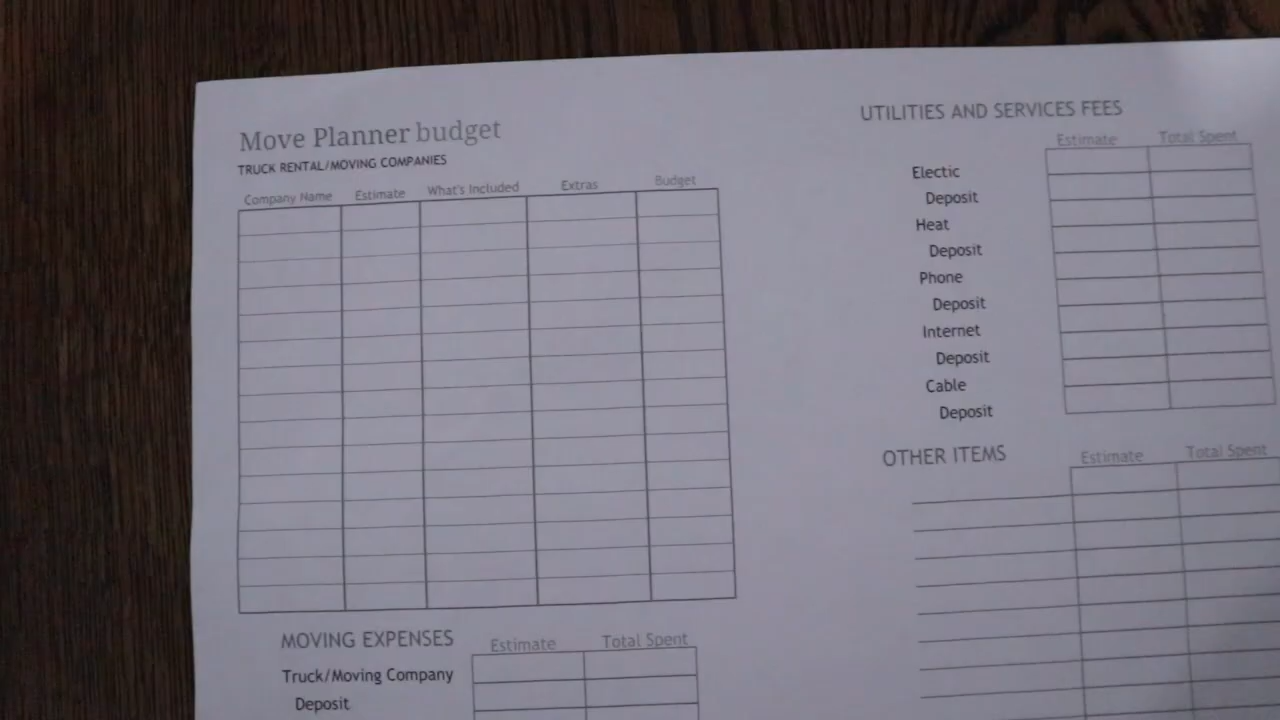 Move Planner budget
TRUCK RENTAL/MOVING COMPANIES
Company Name Estimate What's Included Extras Budget
MOVING EXPENSES Estimate Total Spent
Truck/Moving Company
Deposit
UTILITIES AND SERVICES FEES
Estimate Total Spent
Electic
Deposit
Heat
Deposit
Phone
Deposit
Internet
Deposit
Cable
Deposit
OTHER ITEMS Estimate Total Spent